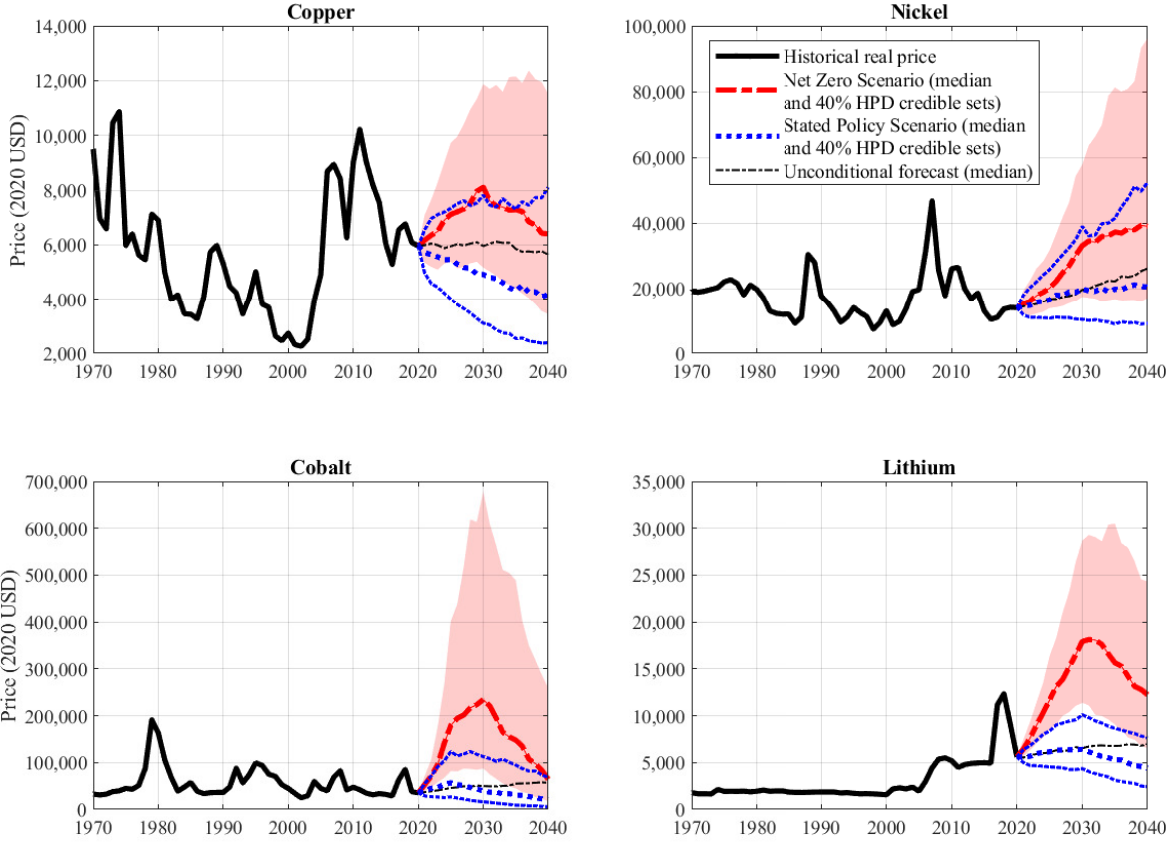 Copper
14,000
12,000
10,000
8,000
6,000
4,000
2,000
Price (2020 USD)
1970 1980 1990 2000 2010 2020 2030 2040
Nickel
100,000
80,000
60,000
40,000
20,000
0
Historical real price
Net Zero Scenario (median
and 40% HPD credible sets)
Stated Policy Scenario (median
and 40% HPD credible sets)
Unconditional forecast (median)
1970 1980 1990 2000 2010 2020 2030 2040
Cobalt
700,000
600,000
500,000
400,000
300,000
200,000
100,000
0
Price (2020 USD)
1970 1980 1990 2000 2010 2020 2030 2040
Lithium
35,000
30,000
25,000
20,000
15,000
10,000
5,000
0
1970 1980 1990 2000 2010 2020 2030 2040